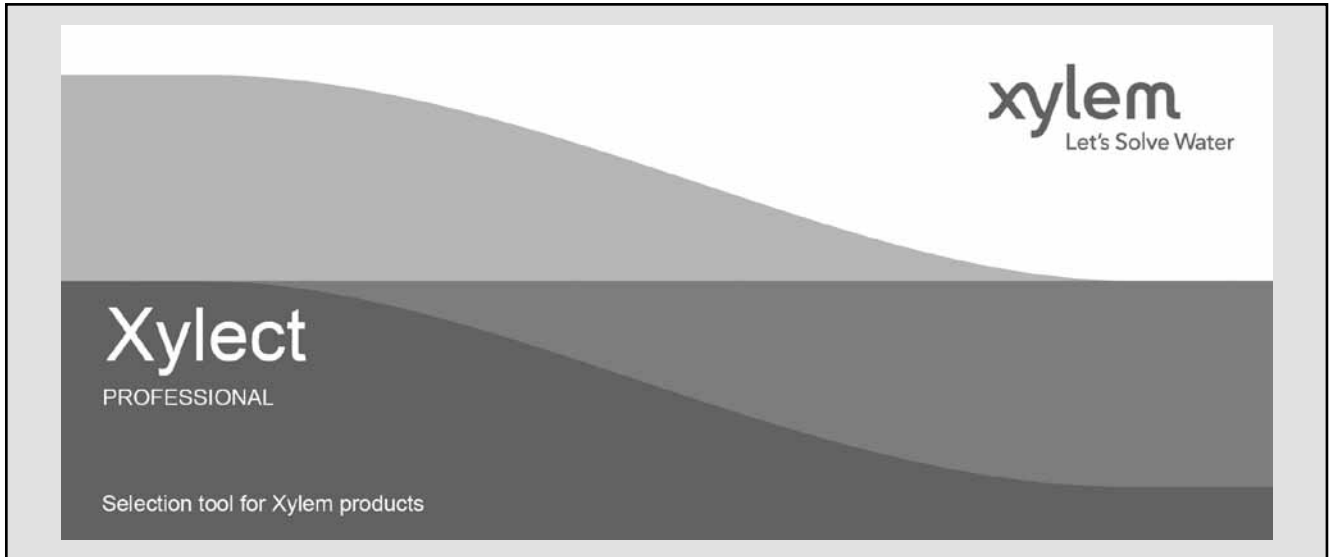 xylem
Let's Solve Water
Xylect
PROFESSIONAL
Selection tool for Xylem products